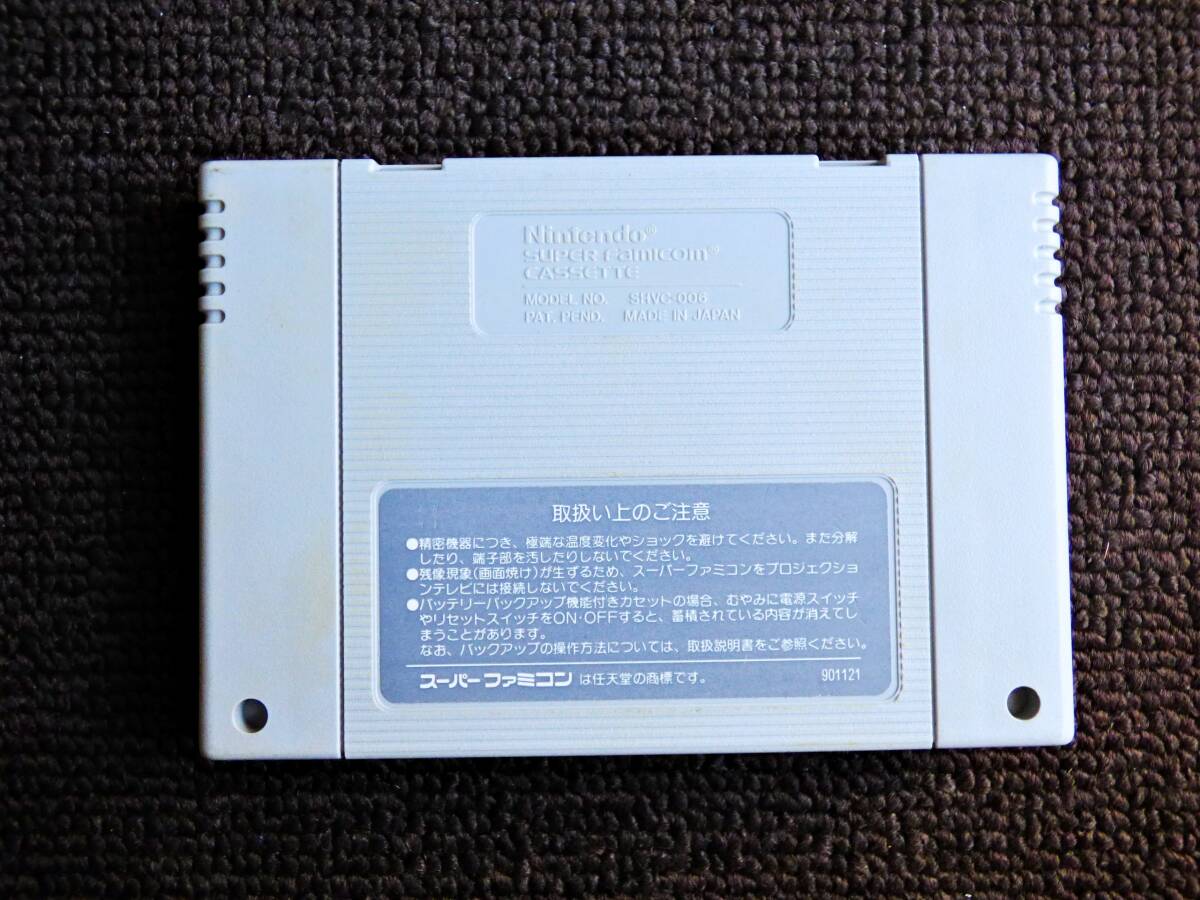 Nintendo®
SUPER Famicom®
CASSETTE
MODEL NO. SHVC-006
PAT. PEND. MADE IN JAPAN
取扱い上のご注意
●精密機器につき、極端な温度変化やショックを避けてください。また分解
したり、端子部を汚したりしないでください。
●残像現象(画面焼け)が生ずるため、スーパーファミコンをプロジェクショ
ンテレビには接続しないでください。
●バッテリーバックアップ機能付きカセットの場合、むやみに電源スイッチ
やリセットスイッチをON・OFFすると、蓄積されている内容が消えてし
まうことがあります。
なお、バックアップの操作方法については、取扱説明書をご参照ください。
スーパーファミコン は任天堂の商標です。 901121